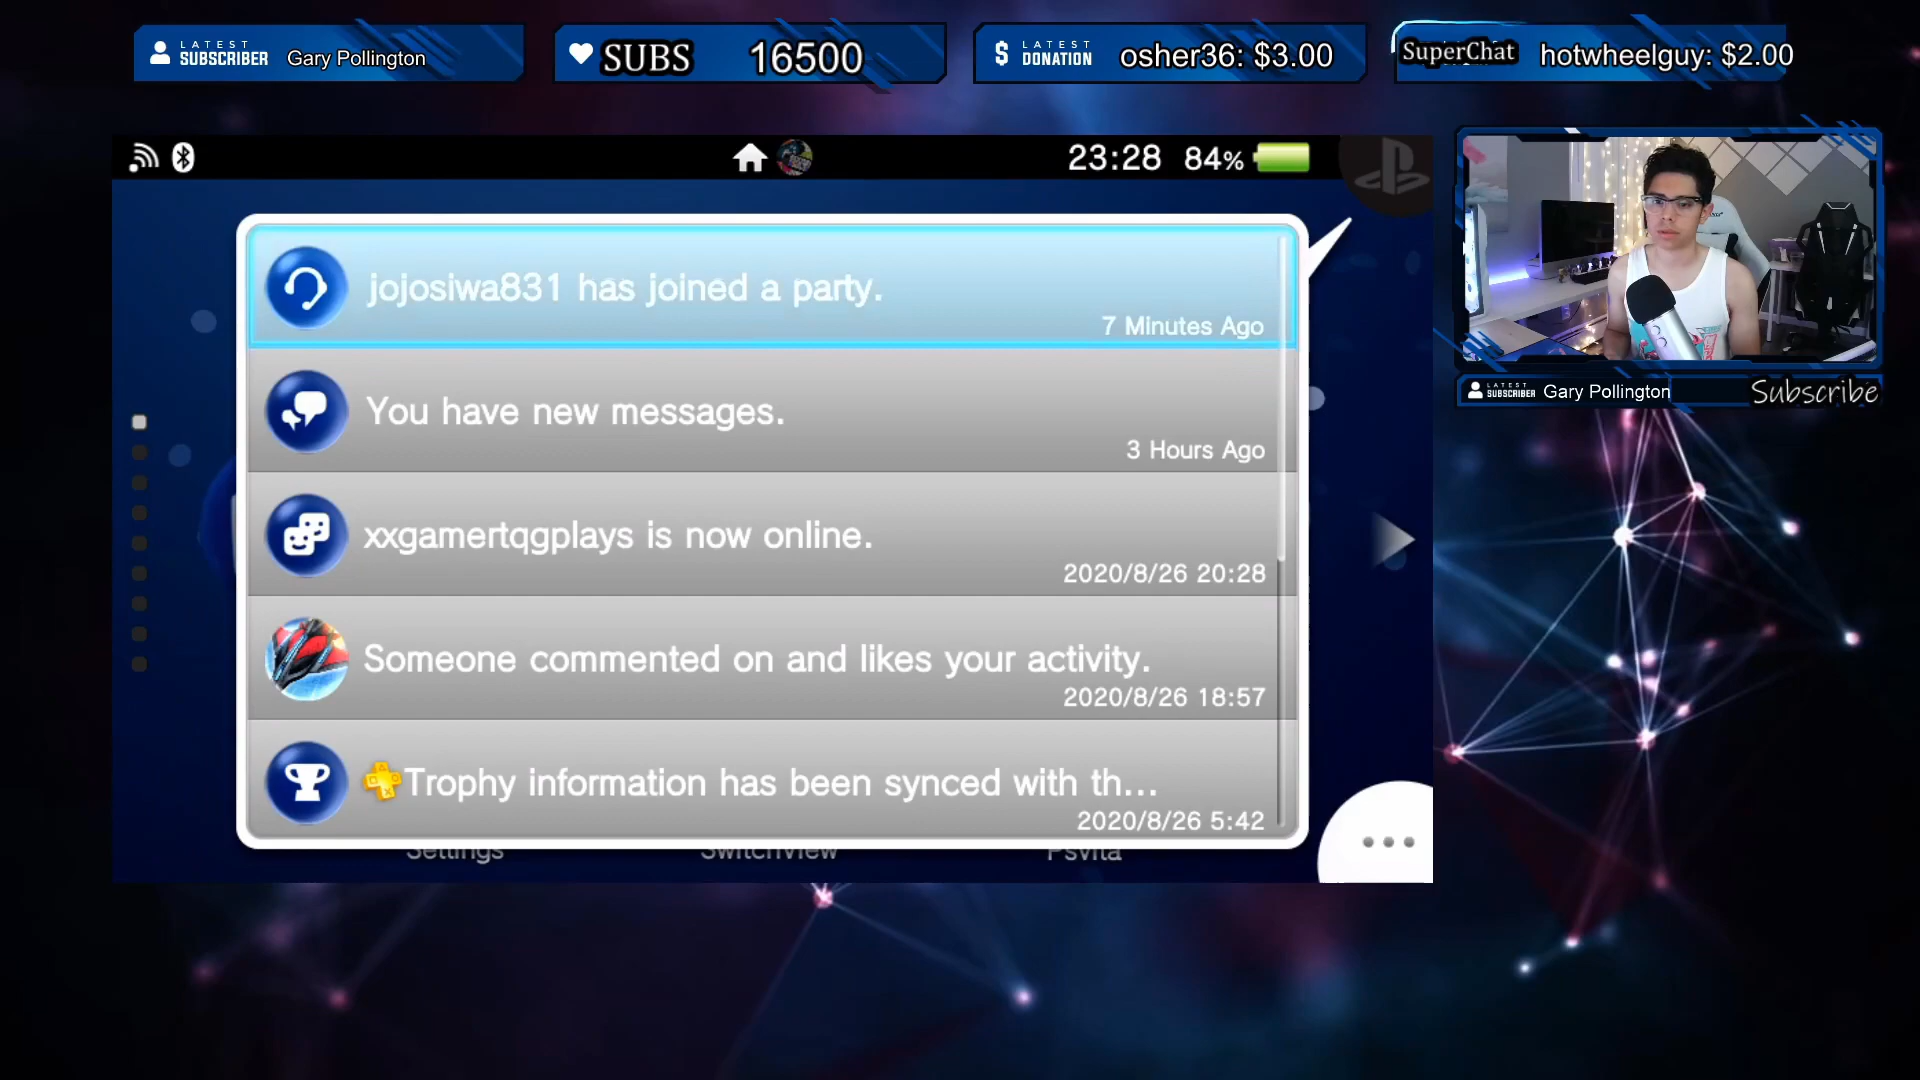 LATEST
SUBSCRIBER
Gary Pollington
SUBS 16500
LATEST
DONATION
osher36: $3.00
SuperChat
hotwheelguy: $2.00
23:28 84%
jojosiwa831 has joined a party.
7 Minutes Ago
You have new messages.
3 Hours Ago
xxgamertqgplays is now online.
2020/8/26 20:28
Someone commented on and likes your activity.
2020/8/26 18:57
Trophy information has been synced with th...
2020/8/26 5:42
Settings
SwitchView
Psvita
LATEST
SUBSCRIBER
Gary Pollington
Subscribe